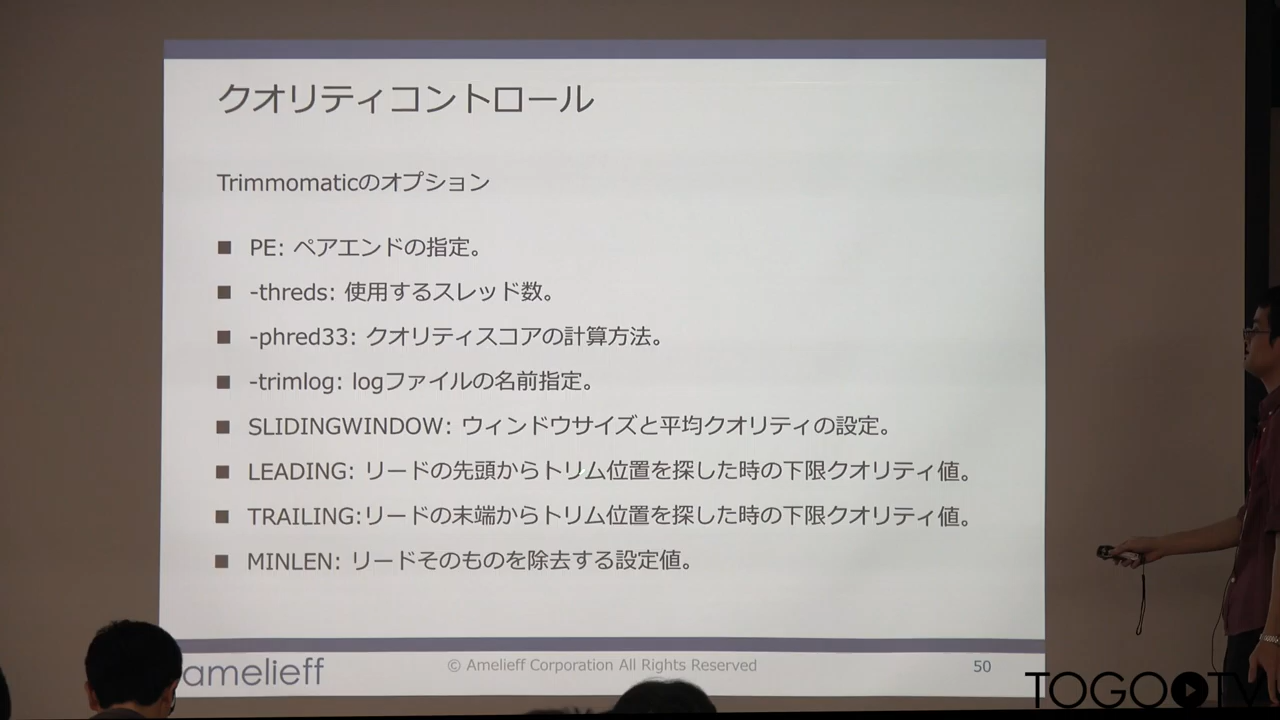 クオリティコントロール
Trimmomaticのオプション
■ PE: ペアエンドの指定。
■ -threds: 使用するスレッド数。
■ -phred33: クオリティスコアの計算方法。
■ -trimlog: logファイルの名前指定。
■ SLIDINGWINDOW: ウィンドウサイズと平均クオリティの設定。
■ LEADING: リードの先頭からトリム位置を探した時の下限クオリティ値。
■ TRAILING:リードの末端からトリム位置を探した時の下限クオリティ値。
■ MINLEN: リードそのものを除去する設定値。
amelieff
© Amelieff Corporation All Rights Reserved
50
TOGOTV